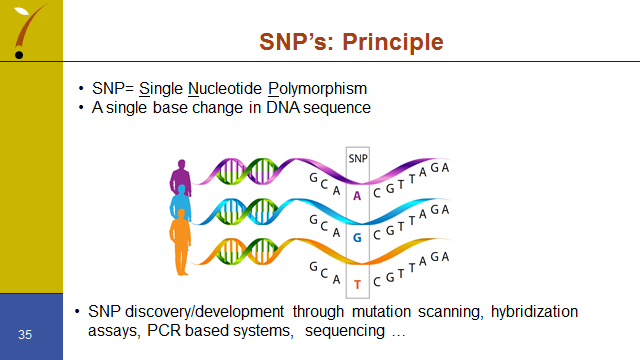 SNP's: Principle
• SNP= Single Nucleotide Polymorphism
• A single base change in DNA sequence
SNP
G C A A C G T T A G A
G C A G C G T T A G A
G C A T C G T T A G A
• SNP discovery/development through mutation scanning, hybridization
assays, PCR based systems, sequencing ...
35